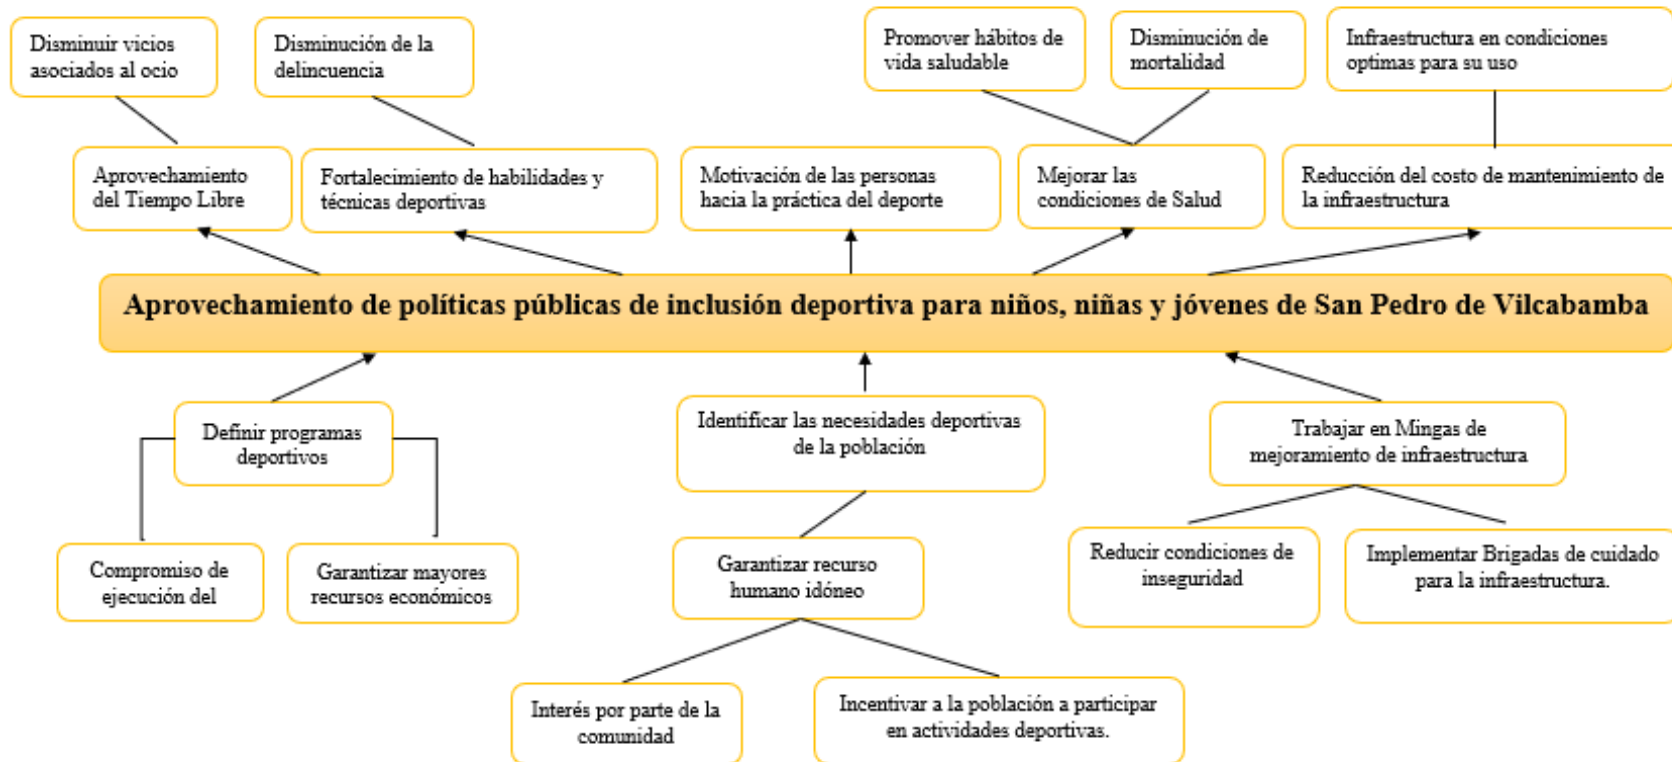 Disminuir vicios
asociados al ocio
Disminución de la
delincuencia
Promover hábitos de
vida saludable
Disminución de
mortalidad
Infraestructura en condiciones
optimas para su uso
Aprovechamiento
del Tiempo Libre
Fortalecimiento de habilidades y
técnicas deportivas
Motivación de las personas
hacia la práctica del deporte
Mejorar las
condiciones de Salud
Reducción del costo de mantenimiento de
la infraestructura
Aprovechamiento de políticas públicas de inclusión deportiva para niños, niñas y jóvenes de San Pedro de Vilcabamba
Definir programas
deportivos
Identificar las necesidades deportivas
de la población
Trabajar en Mingas de
mejoramiento de infraestructura
Compromiso de
ejecución del
Garantizar mayores
recursos económicos
Garantizar recurso
humano idóneo
Reducir condiciones de
inseguridad
Implementar Brigadas de cuidado
para la infraestructura.
Interés por parte de la
comunidad
Incentivar a la población a participar
en actividades deportivas.